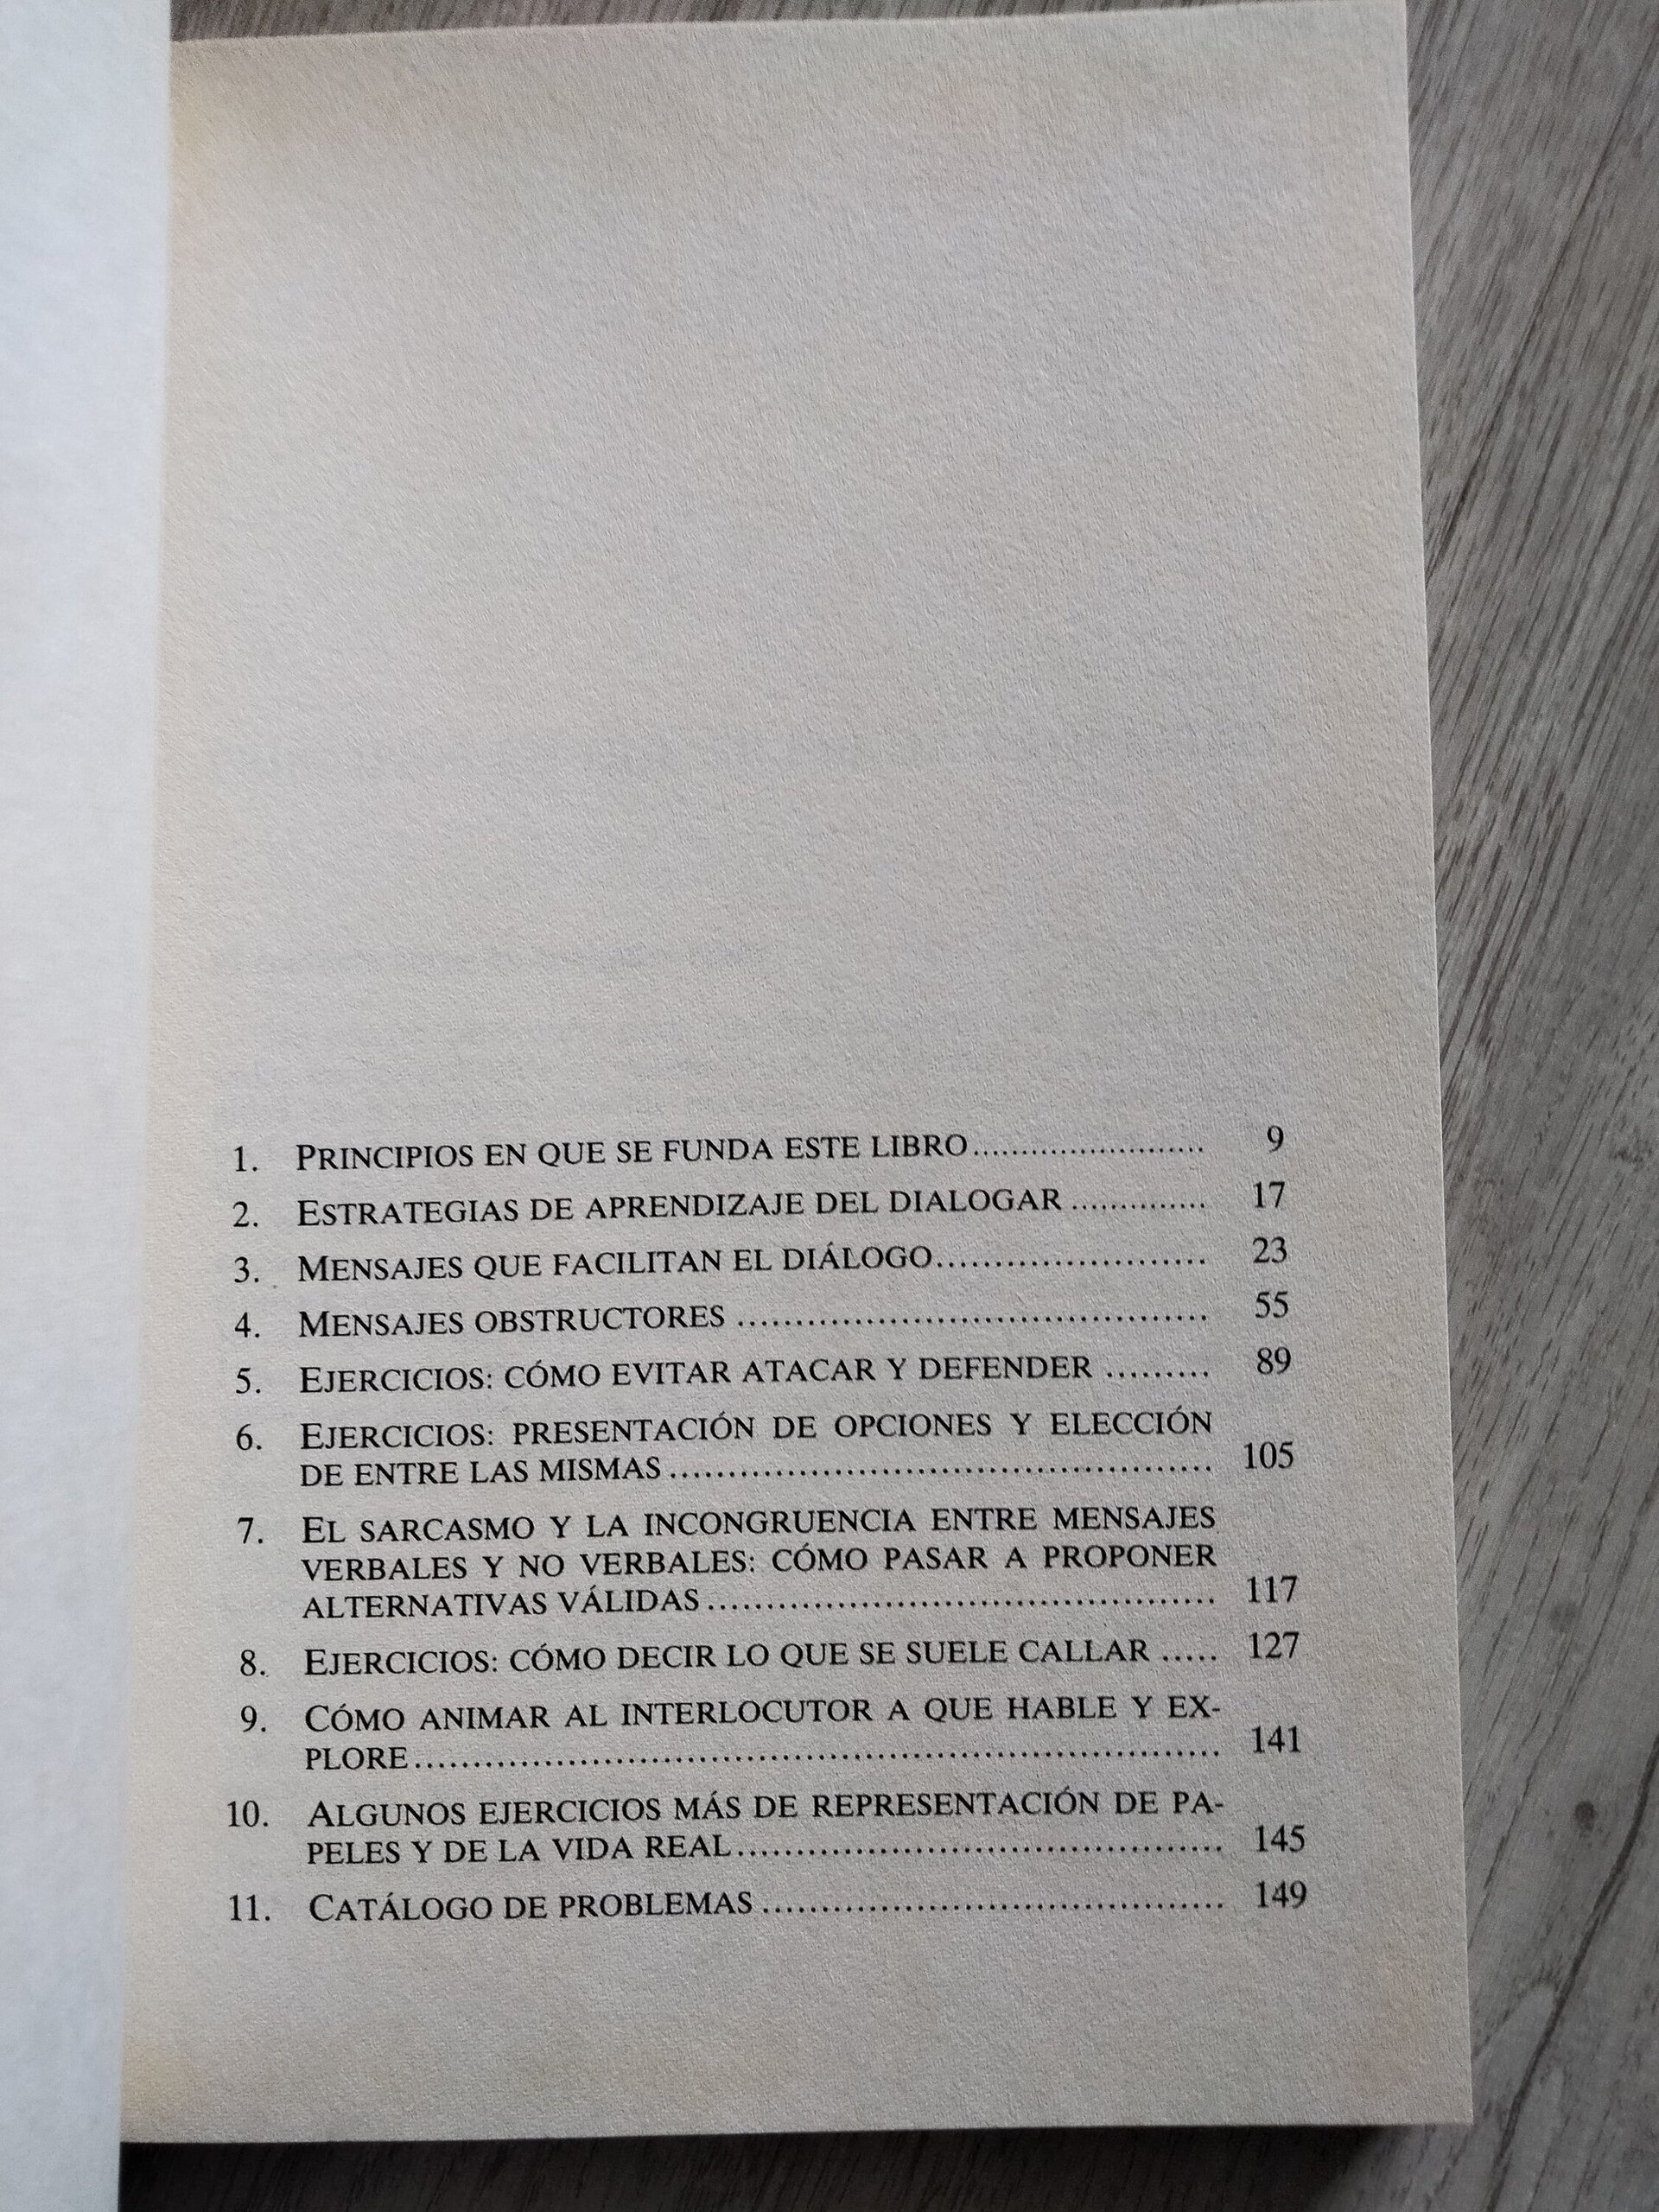 1. PRINCIPIOS EN QUE SE FUNDA ESTE LIBRO........................ 9
2. ESTRATEGIAS DE APRENDIZAJE DEL DIALOGAR .............. 17
3. MENSAJES QUE FACILITAN EL DIÁLOGO....................... 23
4. MENSAJES OBSTRUCTORES ........................................ 55
5. EJERCICIOS: CÓMO EVITAR ATACAR Y DEFENDER ......... 89
6. EJERCICIOS: PRESENTACIÓN DE OPCIONES Y ELECCIÓN
DE ENTRE LAS MISMAS .............................................. 105
7. EL SARCASMO Y LA INCONGRUENCIA ENTRE MENSAJES
VERBALES Y NO VERBALES: CÓMO PASAR A PROPONER
ALTERNATIVAS VÁLIDAS ........................................... 117
8. EJERCICIOS: CÓMO DECIR LO QUE SE SUELE CALLAR ..... 127
9. CÓMO ANIMAR AL INTERLOCUTOR A QUE HABLE Y EX-
PLORE.................................................................... 141
10. ALGUNOS EJERCICIOS MÁS DE REPRESENTACIÓN DE PA-
PELES Y DE LA VIDA REAL......................................... 145
11. CATÁLOGO DE PROBLEMAS ....................................... 149